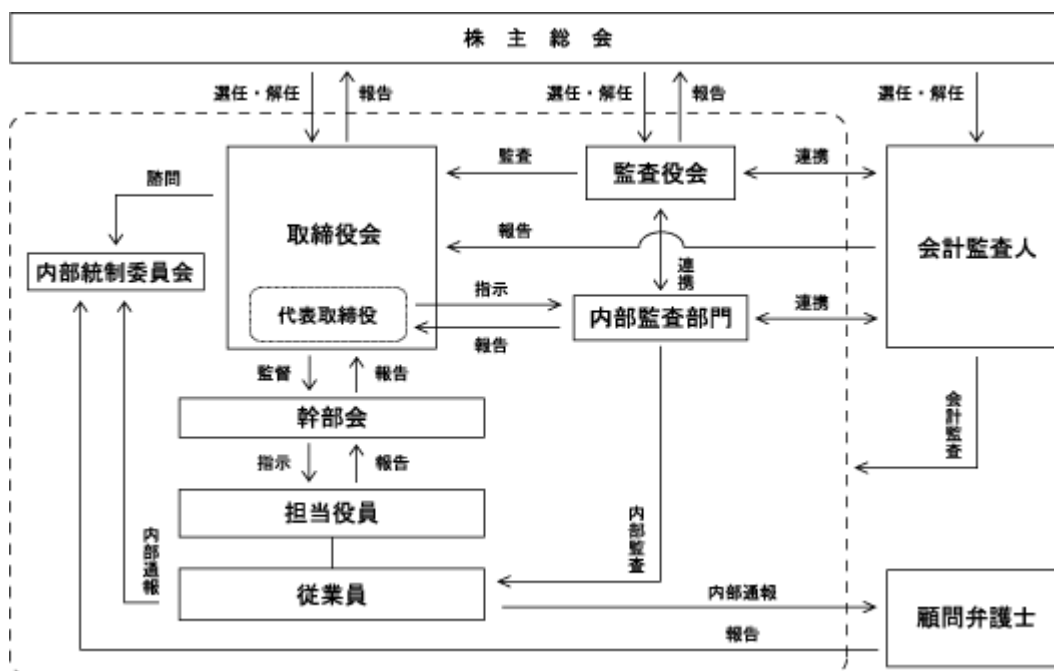 株主総会
選任・解任
報告
選任・解任
報告
選任・解任
諮問
取締役会
監査
監査役会
連携
会計監査人
報告
内部統制委員会
連携
代表取締役
指示
報告
内部監査部門
連携
監督
報告
幹部会
会計監査
指示
報告
担当役員
内部監査
内部通報
従業員
内部通報
顧問弁護士
報告